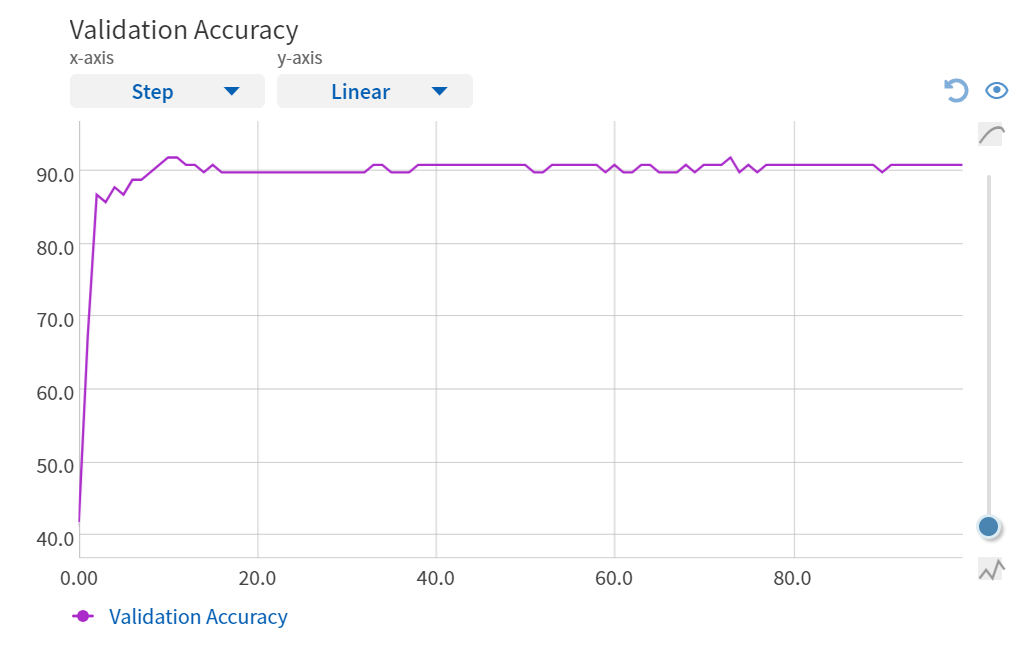 Validation Accuracy
x-axis y-axis
Step Linear
90.0
80.0
70.0
60.0
50.0
40.0
0.00 20.0 40.0 60.0 80.0
Validation Accuracy